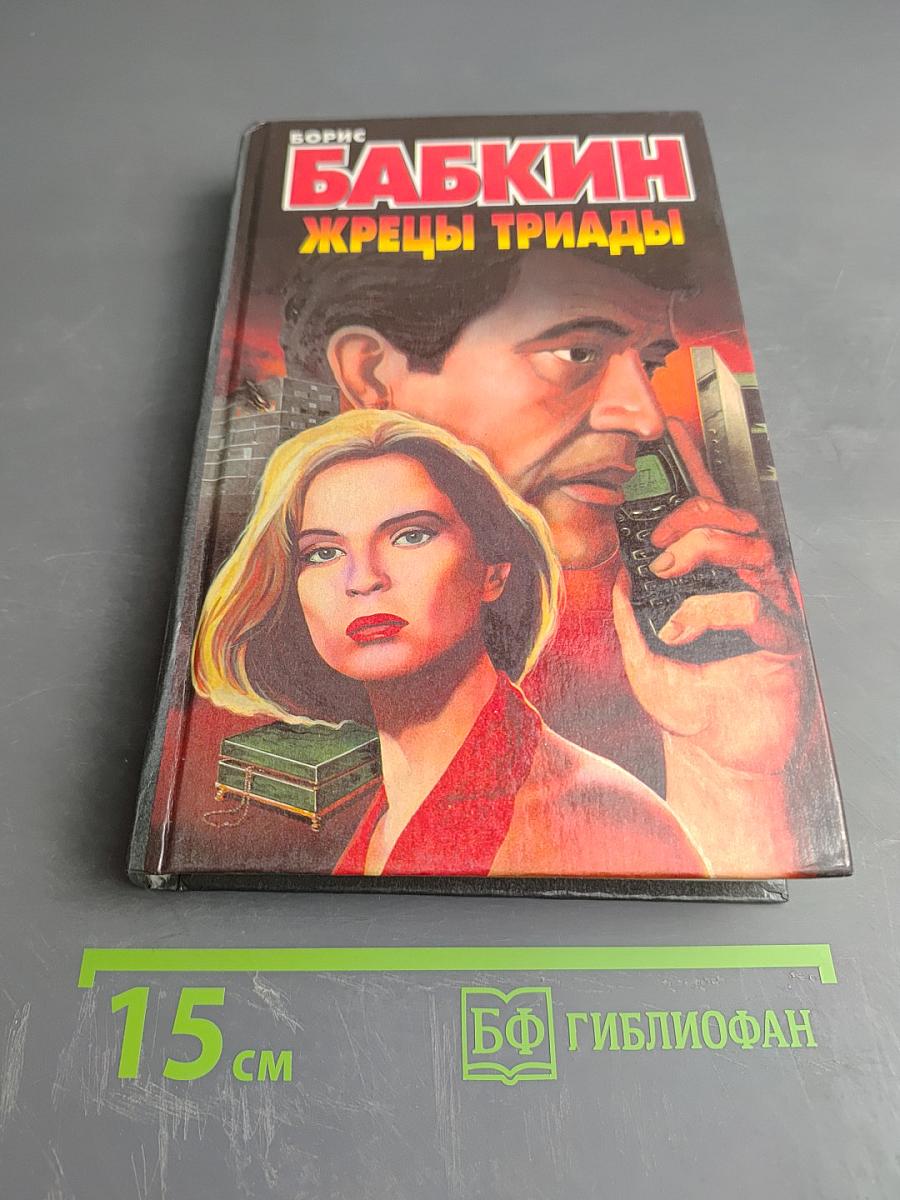 БОРИС
БАБКИН
ЖРЕЦЫ ТРИАДЫ
15 см
БФ ГИБЛИОФАН